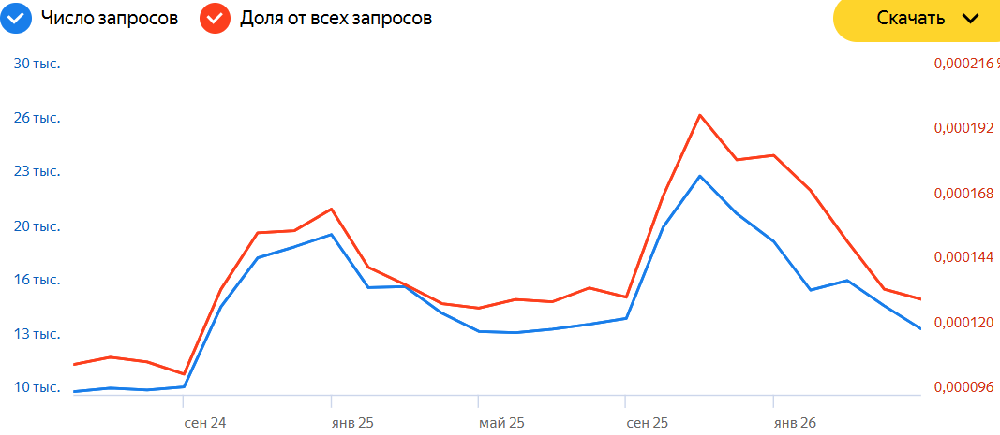 Число запросов Доля от всех запросов Скачать
30 тыс. 0,000216 %
26 тыс. 0,000192
23 тыс. 0,000168
20 тыс. 0,000144
16 тыс. 0,000120
13 тыс. 0,000096
10 тыс.
сен 24 янв 25 май 25 сен 25 янв 26